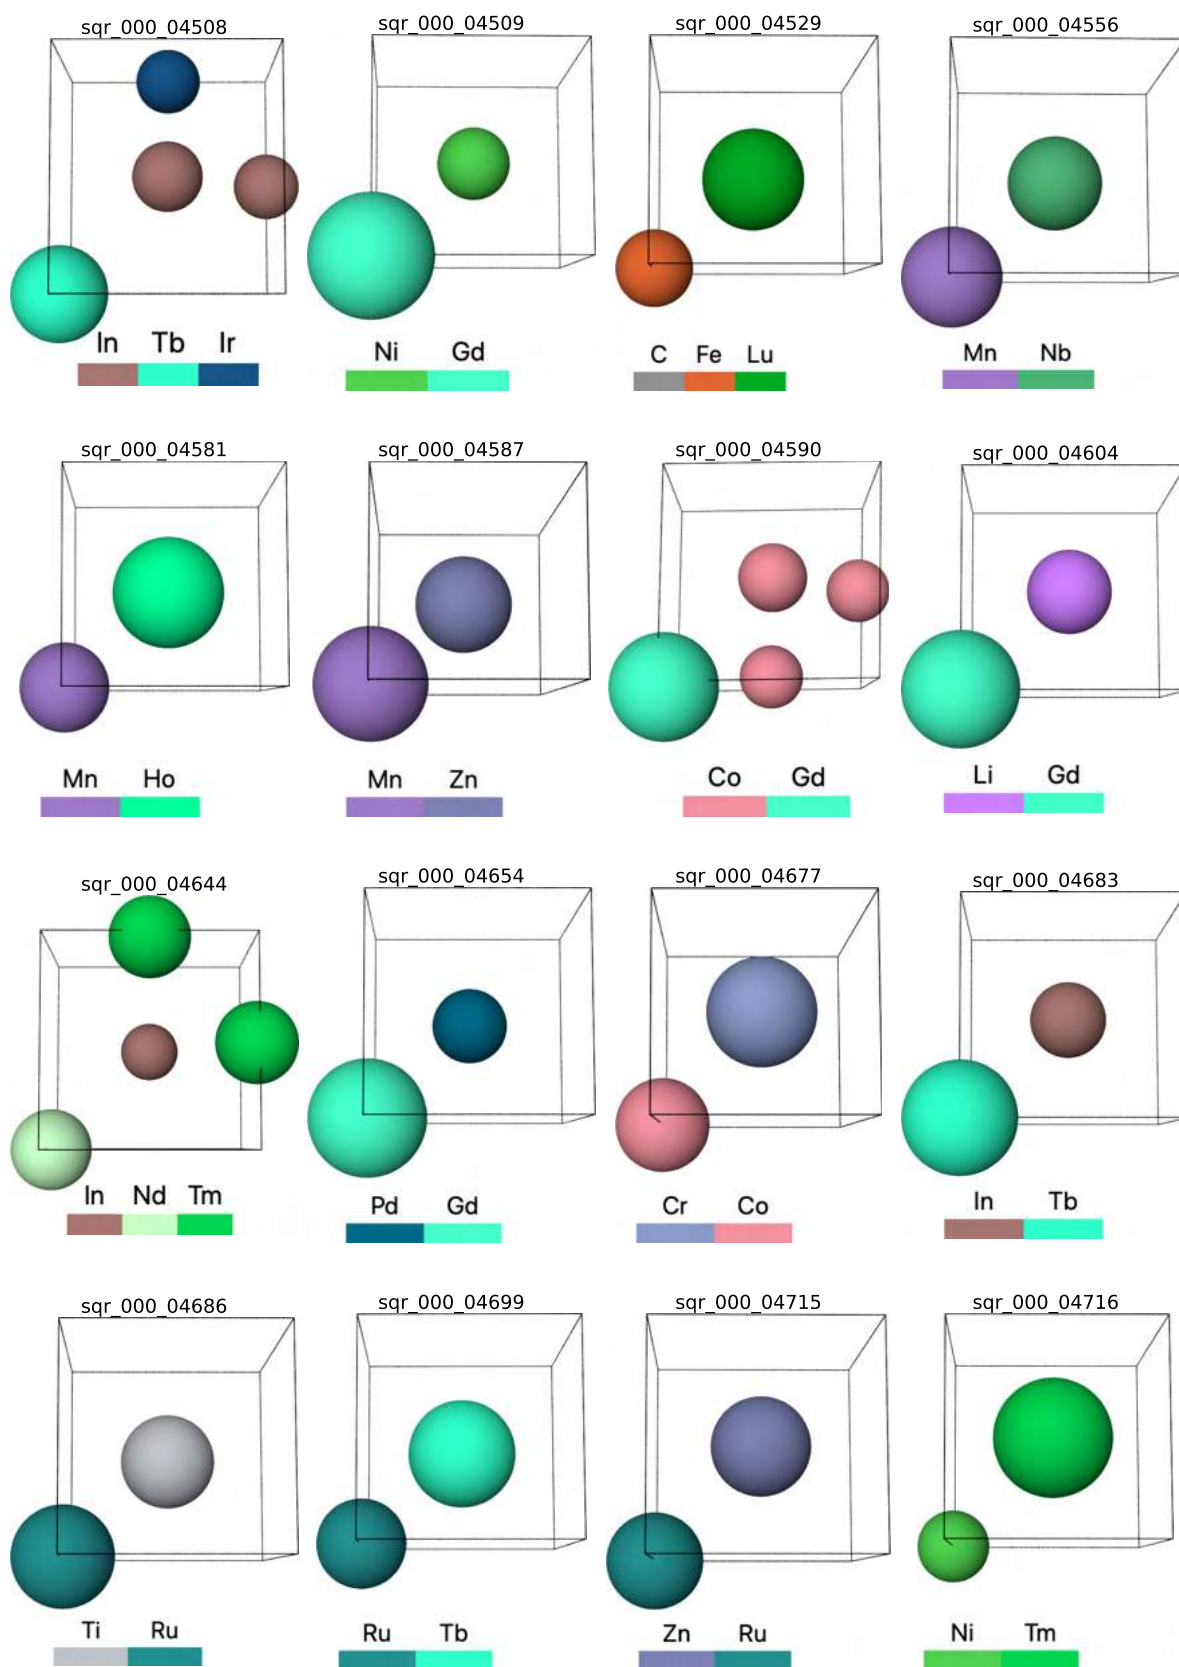 sqr_000_04508
sqr_000_04509
sqr_000_04529
sqr_000_04556
In Tb Ir
Ni Gd
C Fe Lu
Mn Nb
sqr_000_04581
sqr_000_04587
sqr_000_04590
sqr_000_04604
Mn Ho
Mn Zn
Co Gd
Li Gd
sqr_000_04644
sqr_000_04654
sqr_000_04677
sqr_000_04683
In Nd Tm
Pd Gd
Cr Co
In Tb
sqr_000_04686
sqr_000_04699
sqr_000_04715
sqr_000_04716
Ti Ru
Ru Tb
Zn Ru
Ni Tm